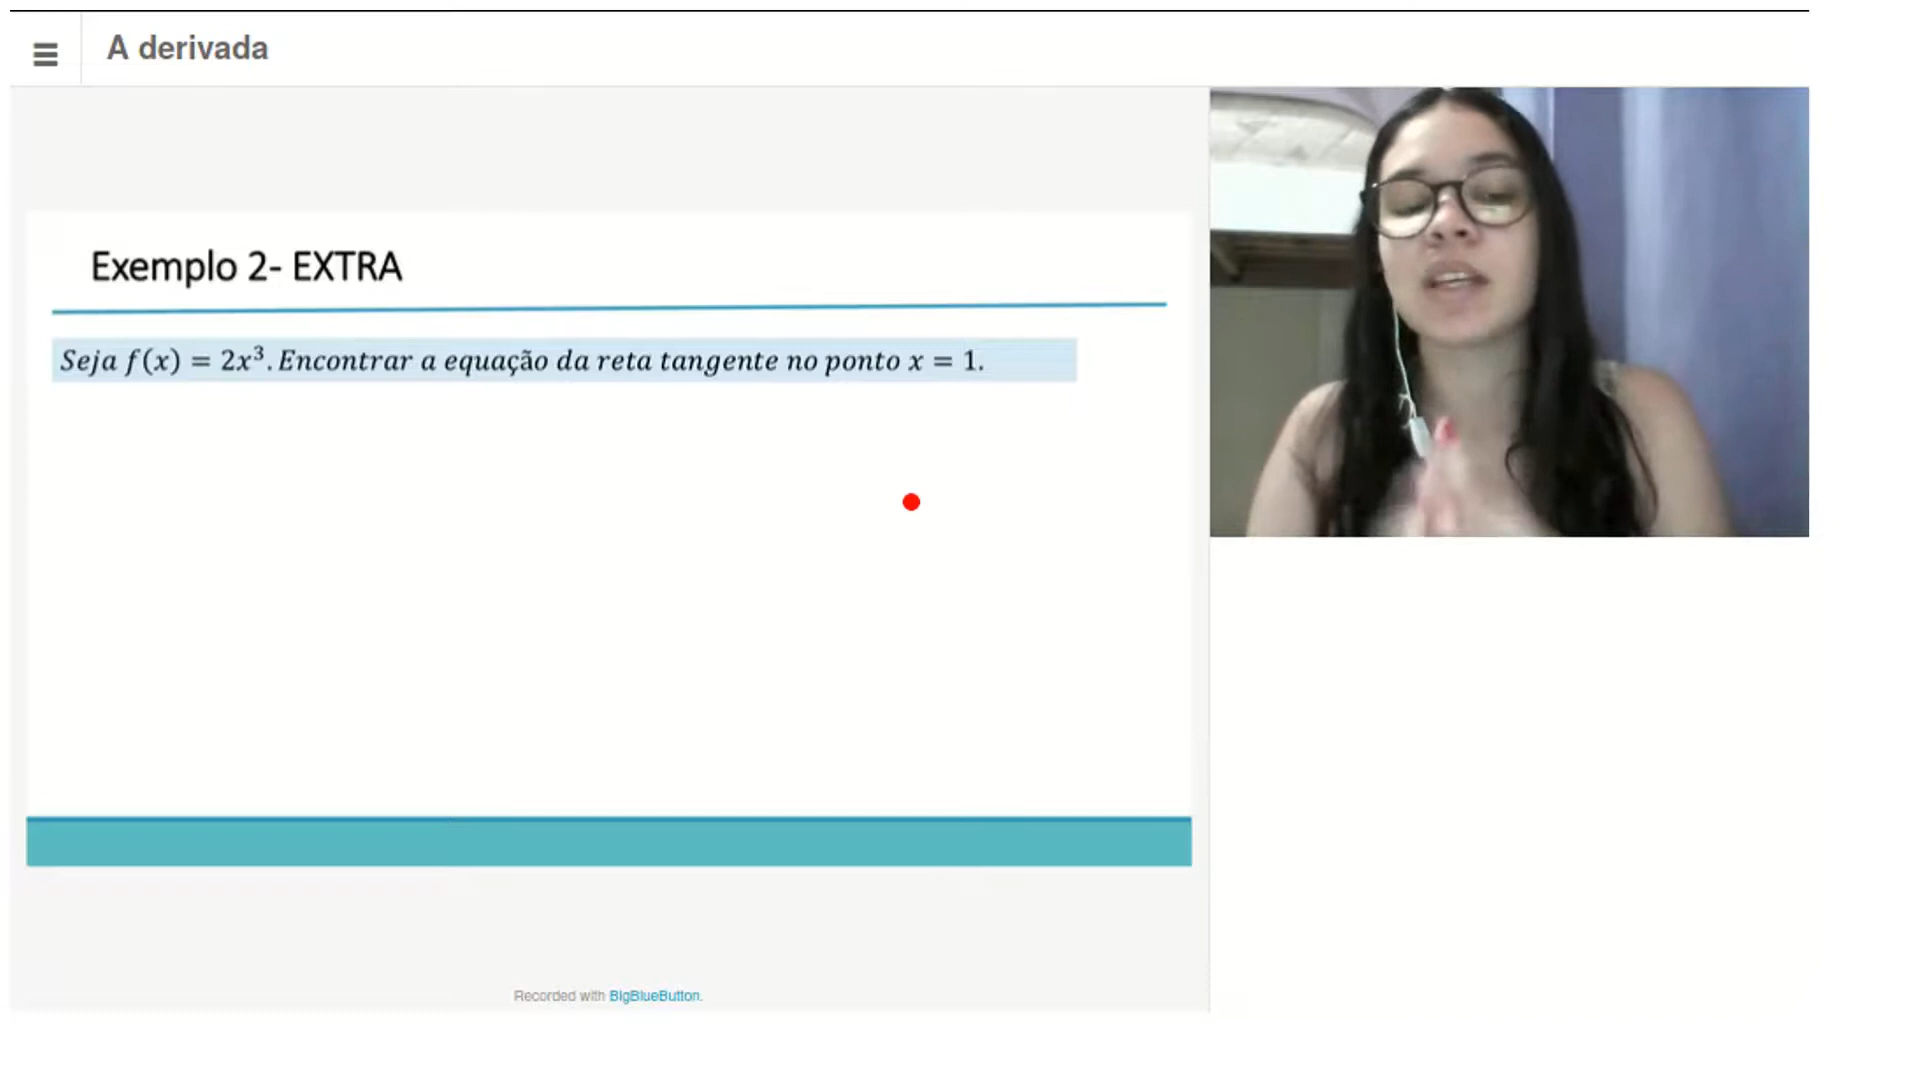 A derivada
Exemplo 2- EXTRA
Seja f(x) = 2x³. Encontrar a equação da reta tangente no ponto x = 1.
Recorded with BigBlueButton.